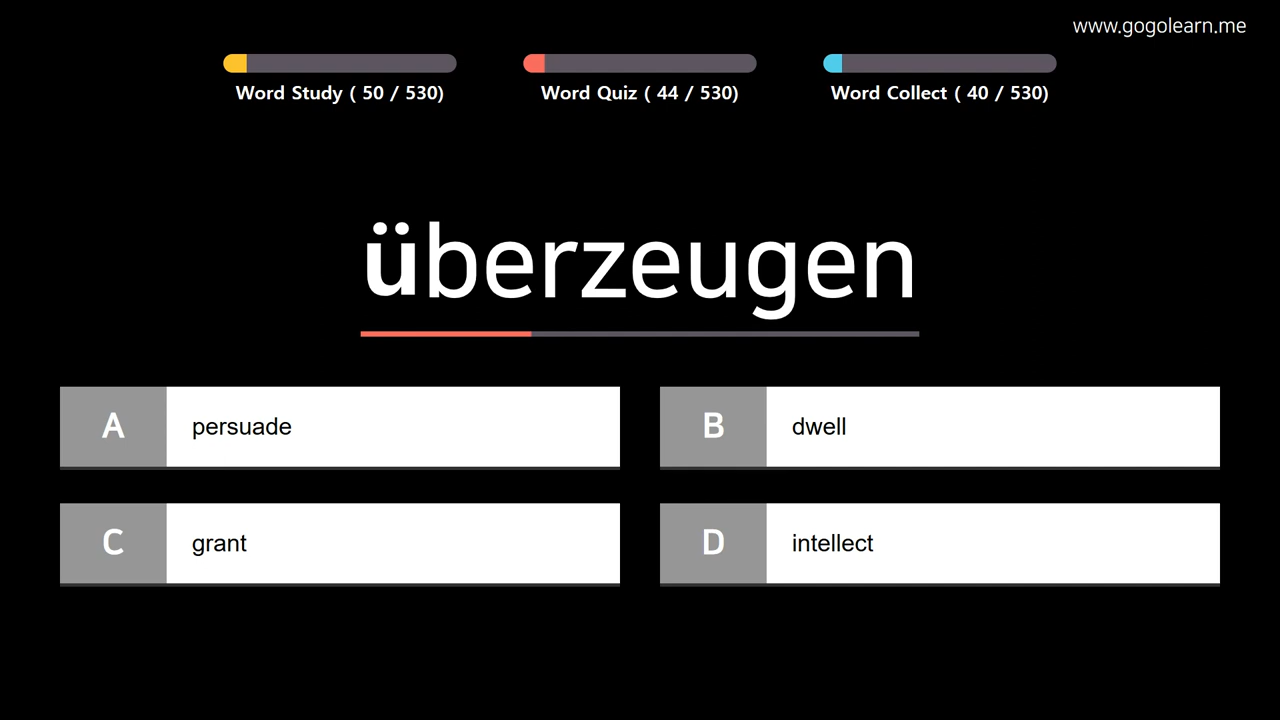 www.gogolearn.me
Word Study ( 50 / 530)
Word Quiz ( 44 / 530)
Word Collect ( 40 / 530)
überzeugen
A persuade
B dwell
C grant
D intellect